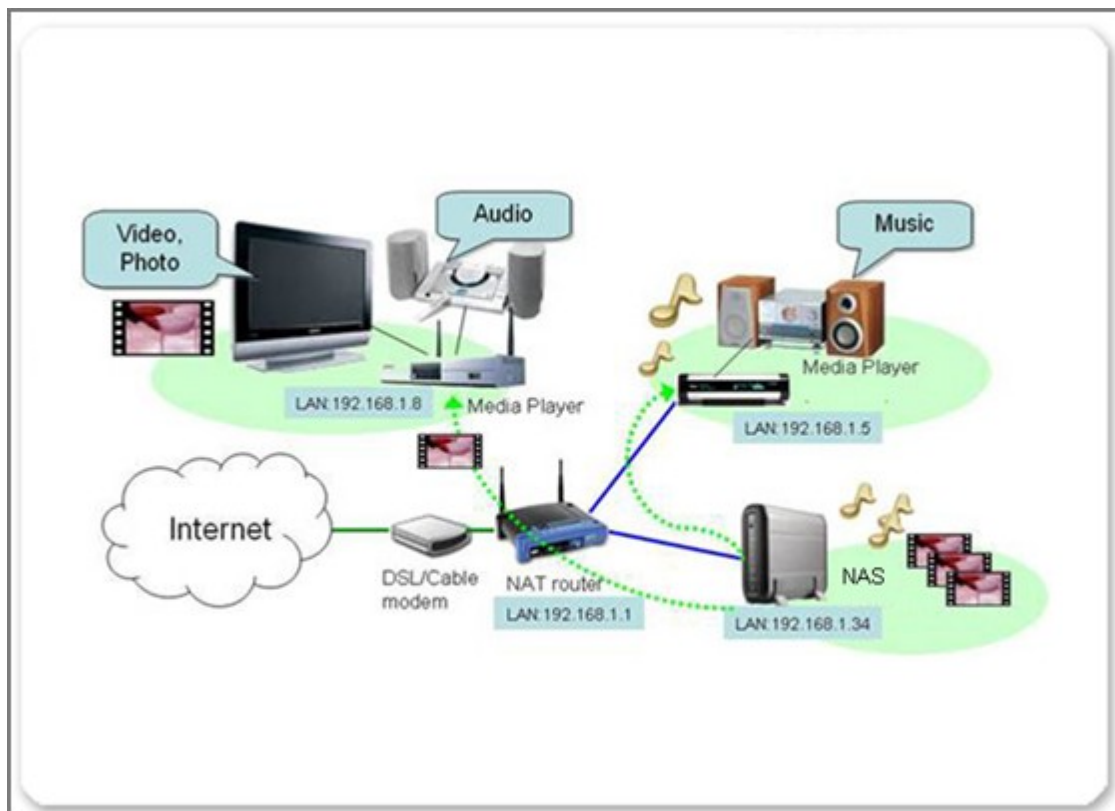 Audio
Music
Video,
Photo
Media Player
LAN:192.168.1.8
Media Player
LAN:192.168.1.5
Internet
DSL/Cable
modem
NAT router
LAN:192.168.1.1
NAS
LAN:192.168.1.34